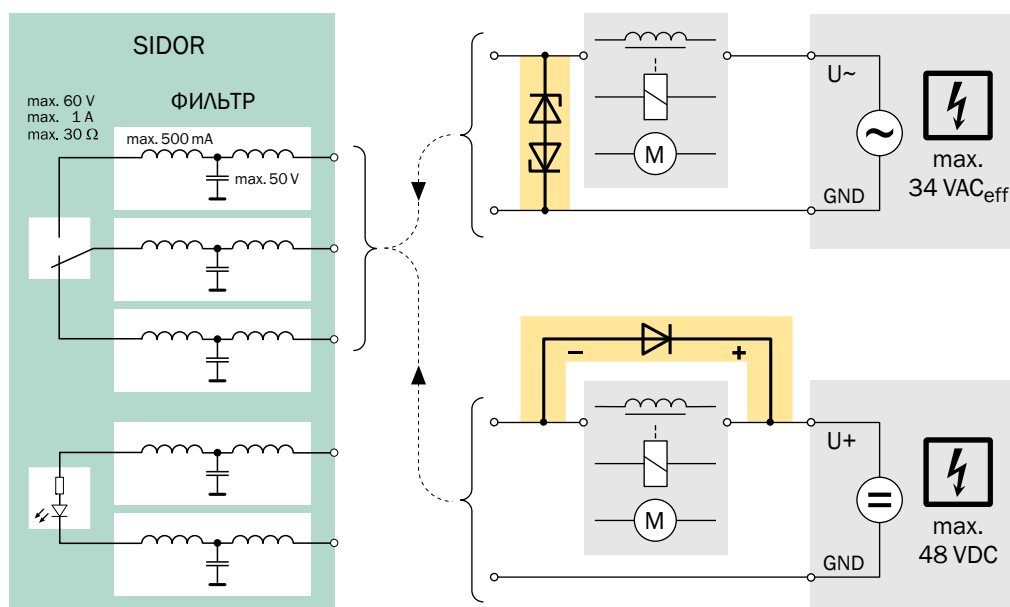 SIDOR
max. 60 V
max. 1 A
max. 30 Ω
ФИЛЬТР
max. 500 mA
max. 50 V
M
U~
~
GND
max.
34 VACeff
− +
M
U+
=
GND
max.
48 VDC